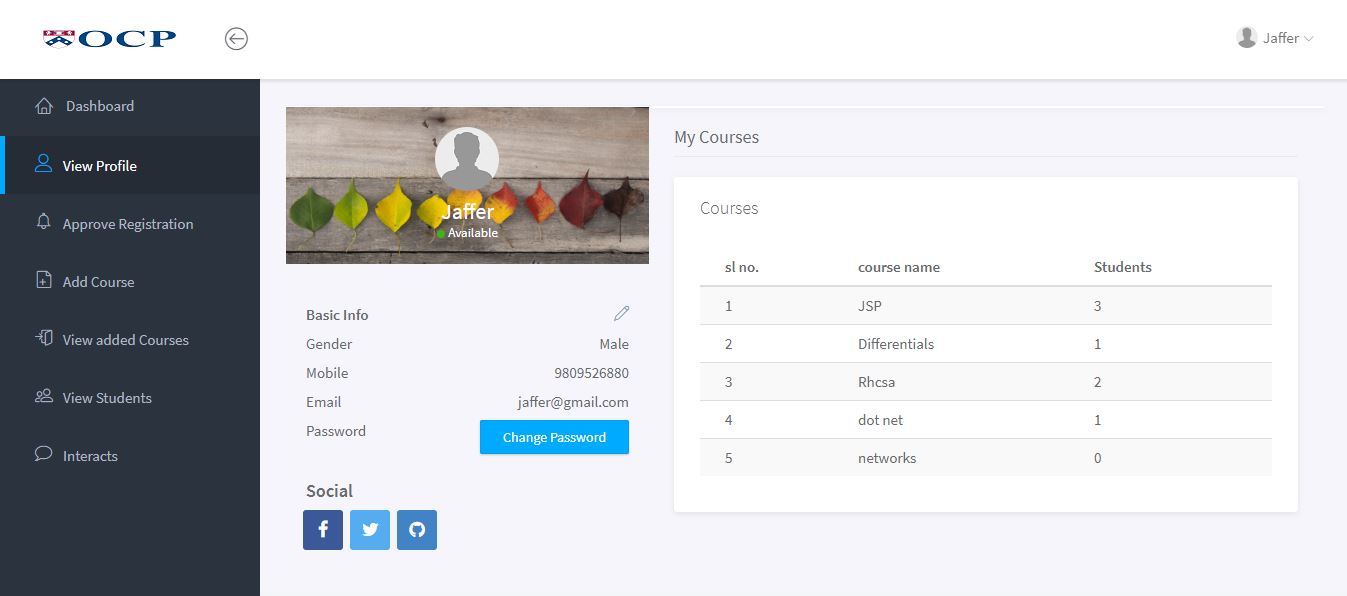 OCP
Jaffer
Dashboard
View Profile
Approve Registration
Add Course
View added Courses
View Students
Interacts
Jaffer
Available
Basic Info
Gender Male
Mobile 9809526880
Email jaffer@gmail.com
Password Change Password
Social
My Courses
Courses
sl no. course name Students
1 JSP 3
2 Differentials 1
3 Rhcsa 2
4 dot net 1
5 networks 0